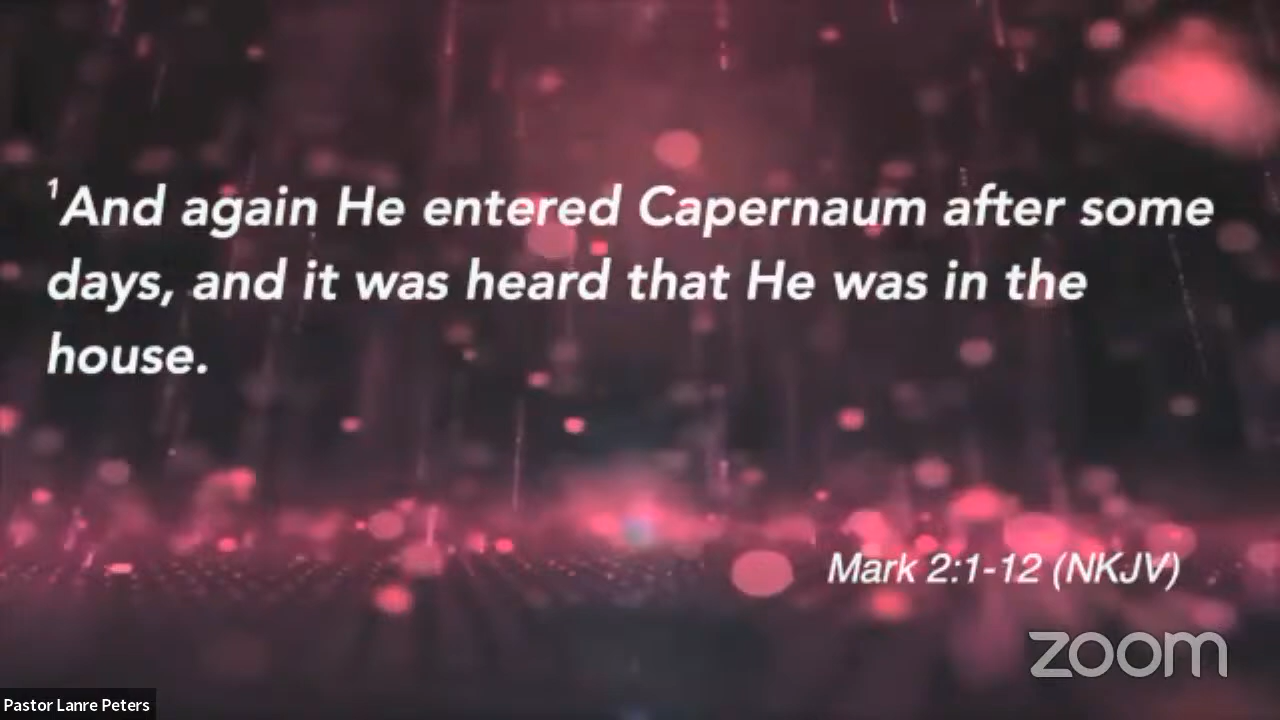 ¹And again He entered Capernaum after some
days, and it was heard that He was in the
house.
Mark 2:1-12 (NKJV)
zoom
Pastor Lanre Peters